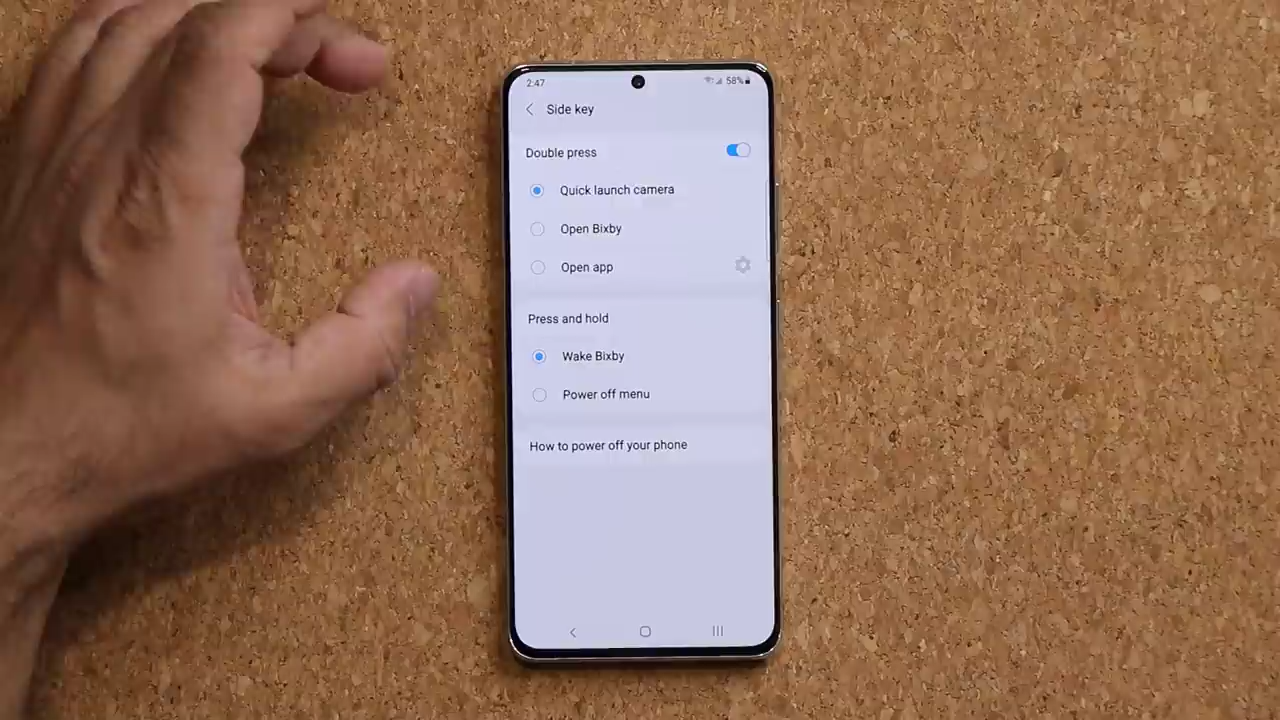 2:47
58%
Side key
Double press
Quick launch camera
Open Bixby
Open app
Press and hold
Wake Bixby
Power off menu
How to power off your phone